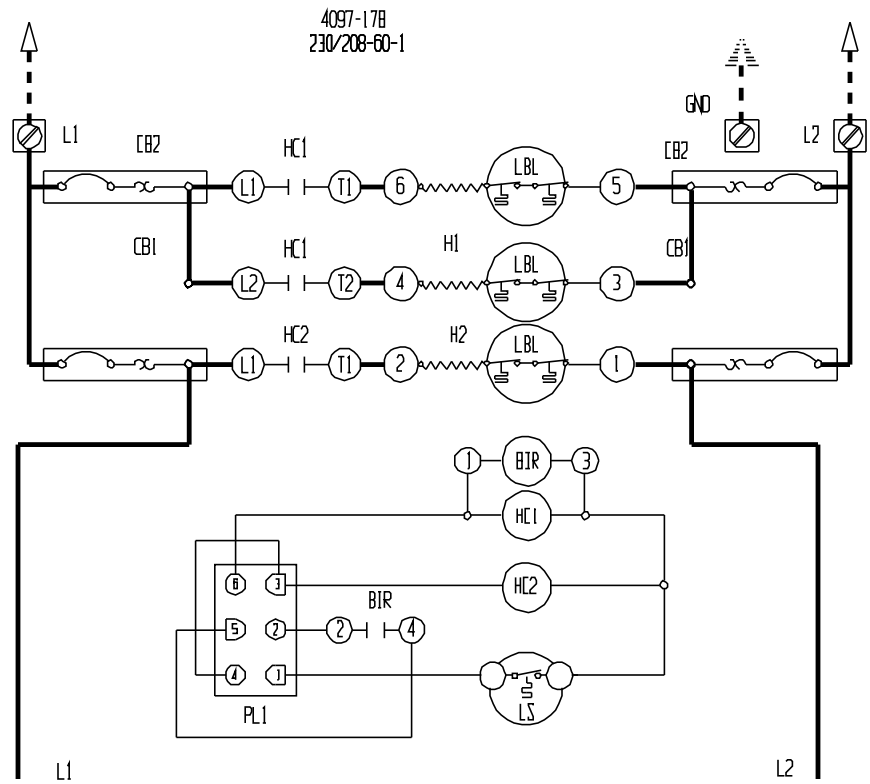 4097-17B
230/208-60-1
L1 GND L2
CB2 HC1 LBL CB2
L1 T1 6 5
CB1 HC1 H1 LBL CB1
L2 T2 4 3
HC2 H2 LBL
L1 T1 2 1
1 BIR 3
HC1
6 3 HC2
BIR
5 2 2 4
4 1
LS
PL1
L1 L2